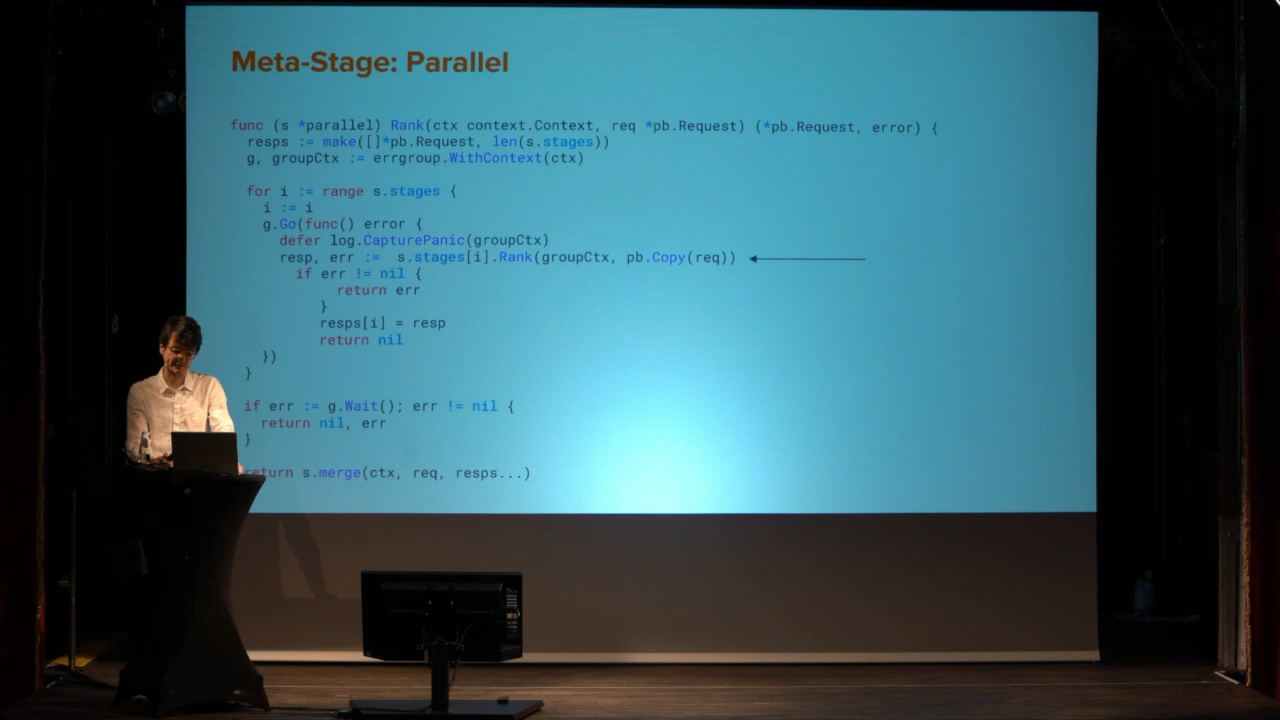 Meta-Stage: Parallel
func (s *parallel) Rank(ctx context.Context, req *pb.Request) (*pb.Request, error) {
resps := make([]*pb.Request, len(s.stages))
g, groupCtx := errgroup.WithContext(ctx)
for i := range s.stages {
i := i
g.Go(func() error {
defer log.CapturePanic(groupCtx)
resp, err := s.stages[i].Rank(groupCtx, pb.Copy(req))
if err != nil {
return err
}
resps[i] = resp
return nil
})
}
if err := g.Wait(); err != nil {
return nil, err
}
return s.merge(ctx, req, resps...)